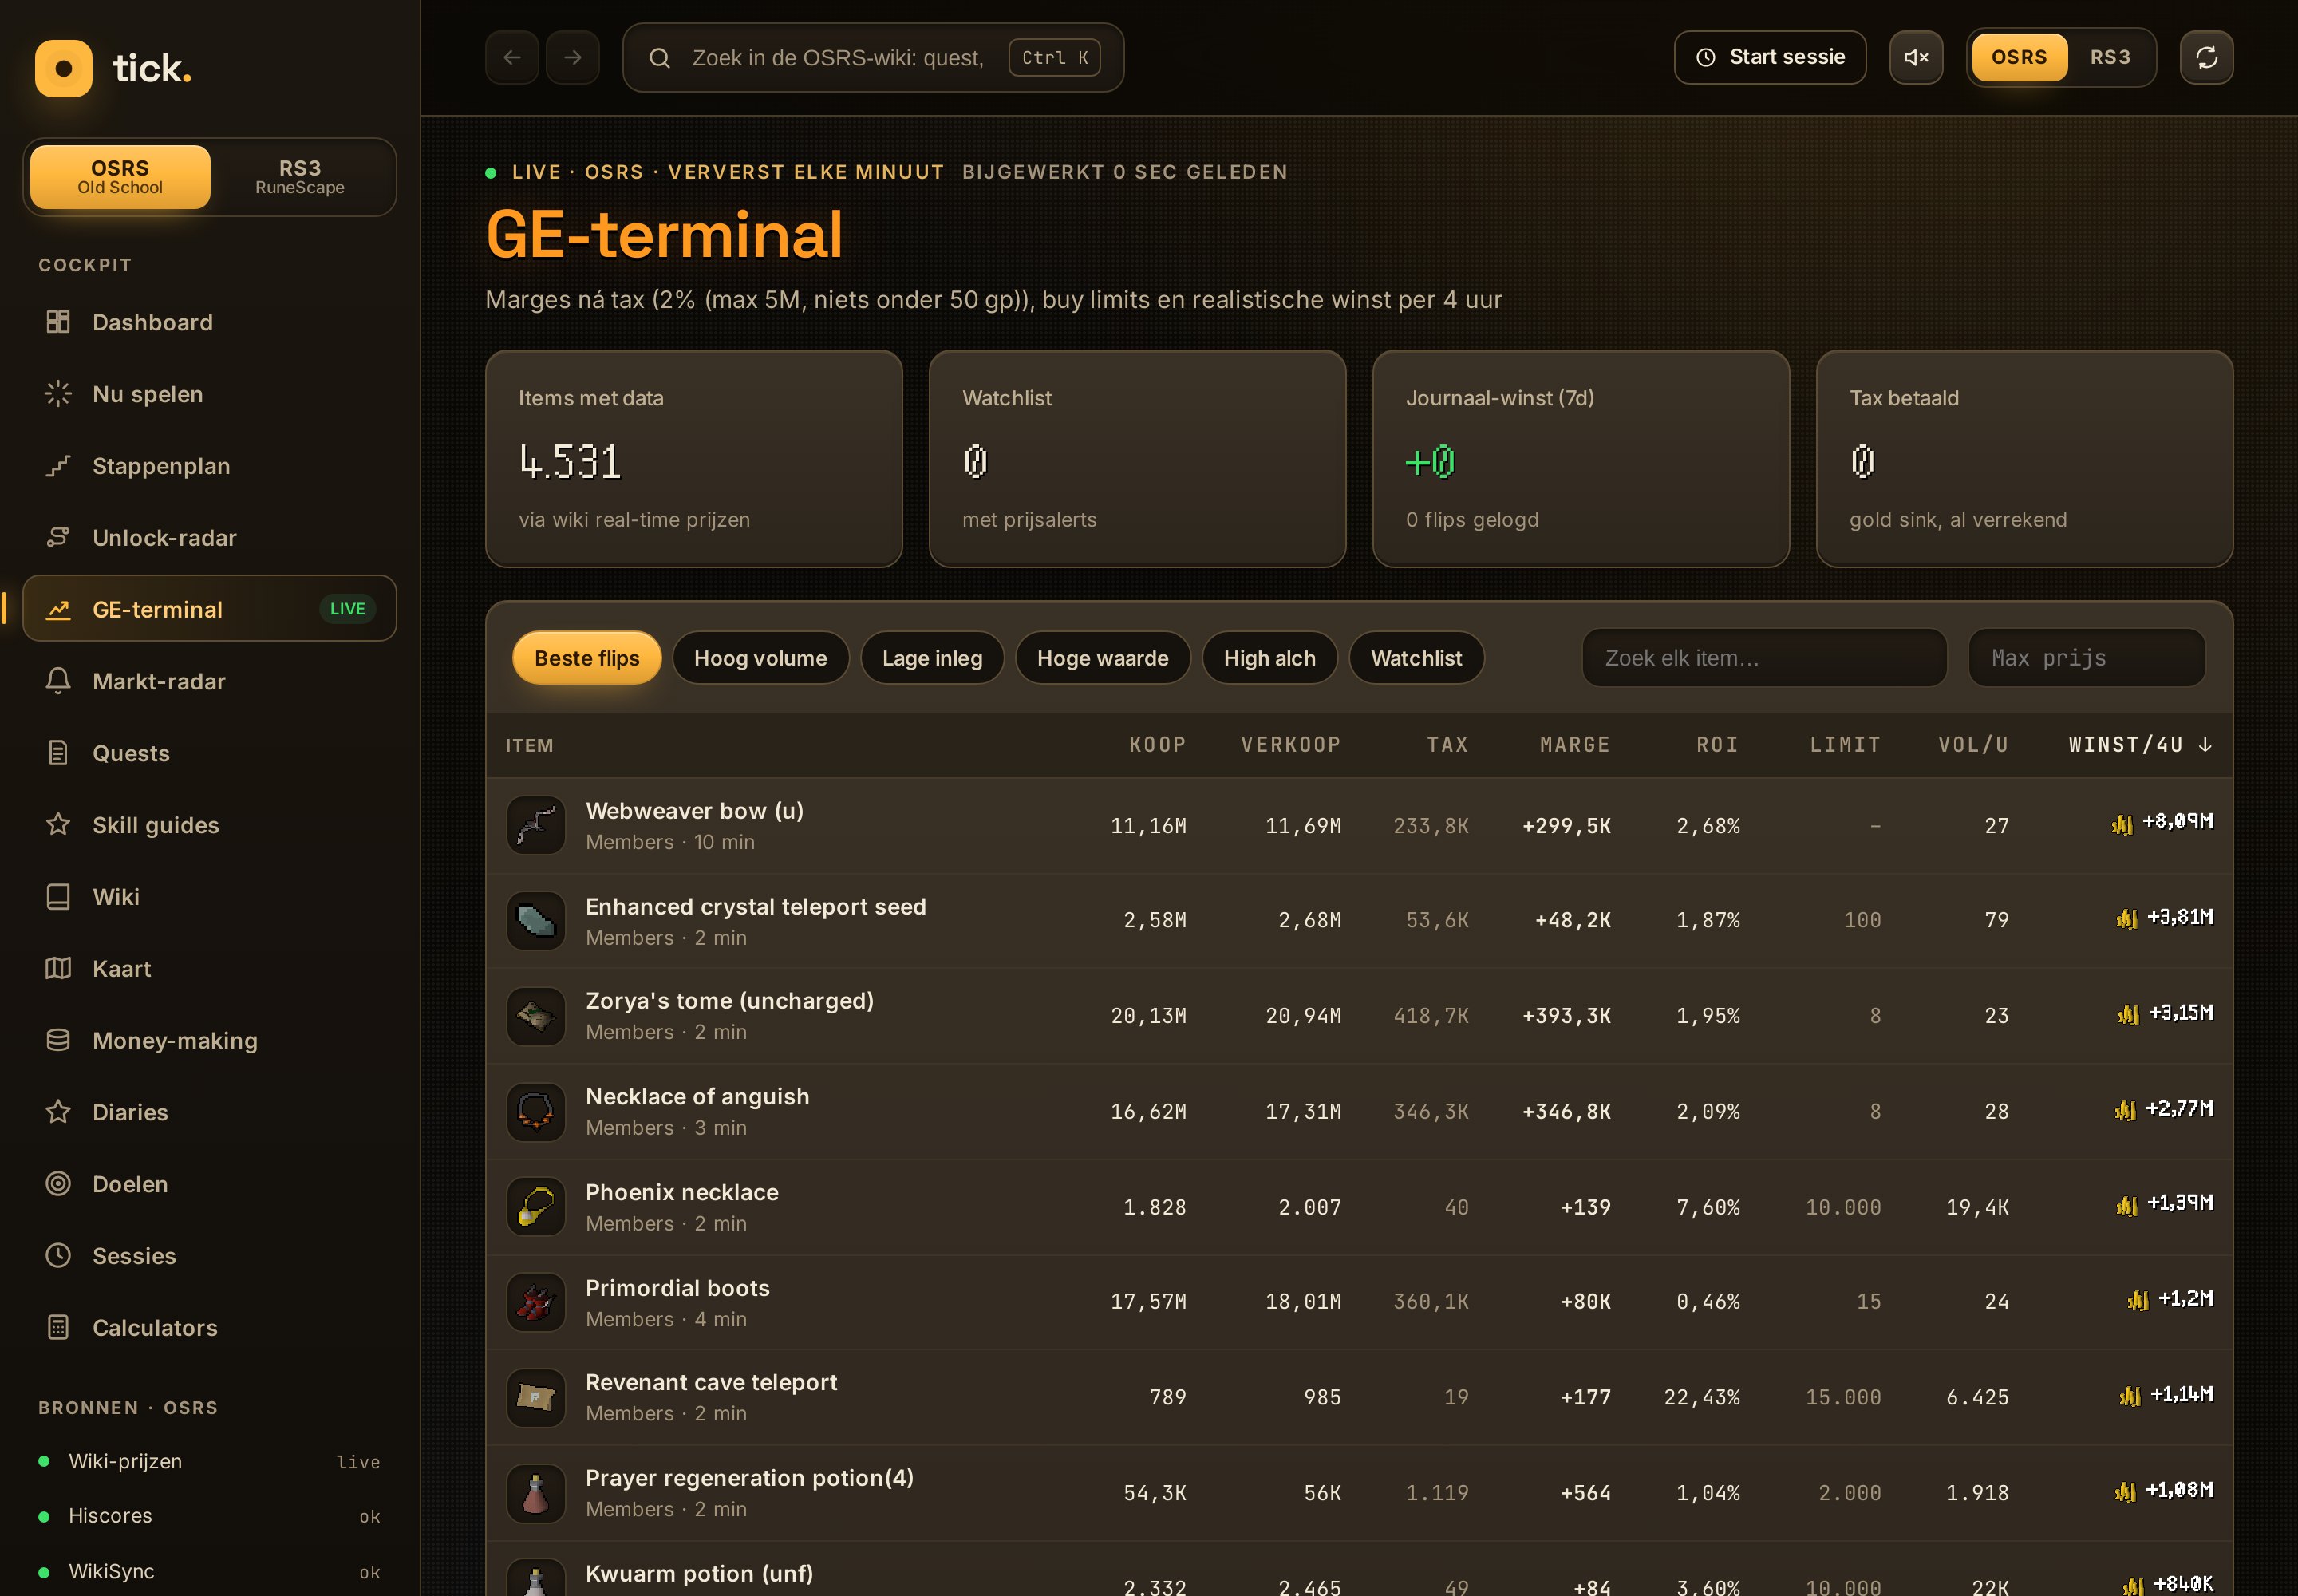 tick.
OSRS
Old School
RS3
RuneScape
COCKPIT
Dashboard
Nu spelen
Stappenplan
Unlock-radar
GE-terminal LIVE
Markt-radar
Quests
Skill guides
Wiki
Kaart
Money-making
Diaries
Doelen
Sessies
Calculators
BRONNEN · OSRS
Wiki-prijzen live
Hiscores ok
WikiSync ok
Zoek in de OSRS-wiki: quest, Ctrl K
Start sessie
OSRS RS3
LIVE · OSRS · VERVERST ELKE MINUUT BIJGEWERKT 0 SEC GELEDEN
GE-terminal
Marges ná tax (2% (max 5M, niets onder 50 gp)), buy limits en realistische winst per 4 uur
Items met data
4.531
via wiki real-time prijzen
Watchlist
0
met prijsalerts
Journaal-winst (7d)
+0
0 flips gelogd
Tax betaald
0
gold sink, al verrekend
Beste flips Hoog volume Lage inleg Hoge waarde High alch Watchlist Zoek elk item... Max prijs
ITEM KOOP VERKOOP TAX MARGE ROI LIMIT VOL/U WINST/4U ↓
Webweaver bow (u)
Members · 10 min
11,16M 11,69M 233,8K +299,5K 2,68% – 27 +8,09M
Enhanced crystal teleport seed
Members · 2 min
2,58M 2,68M 53,6K +48,2K 1,87% 100 79 +3,81M
Zorya's tome (uncharged)
Members · 2 min
20,13M 20,94M 418,7K +393,3K 1,95% 8 23 +3,15M
Necklace of anguish
Members · 3 min
16,62M 17,31M 346,3K +346,8K 2,09% 8 28 +2,77M
Phoenix necklace
Members · 2 min
1.828 2.007 40 +139 7,60% 10.000 19,4K +1,39M
Primordial boots
Members · 4 min
17,57M 18,01M 360,1K +80K 0,46% 15 24 +1,2M
Revenant cave teleport
Members · 2 min
789 985 19 +177 22,43% 15.000 6.425 +1,14M
Prayer regeneration potion(4)
Members · 2 min
54,3K 56K 1.119 +564 1,04% 2.000 1.918 +1,08M
Kwuarm potion (unf)
2.332 2.465 49 +84 3,60% 10.000 22K +840K